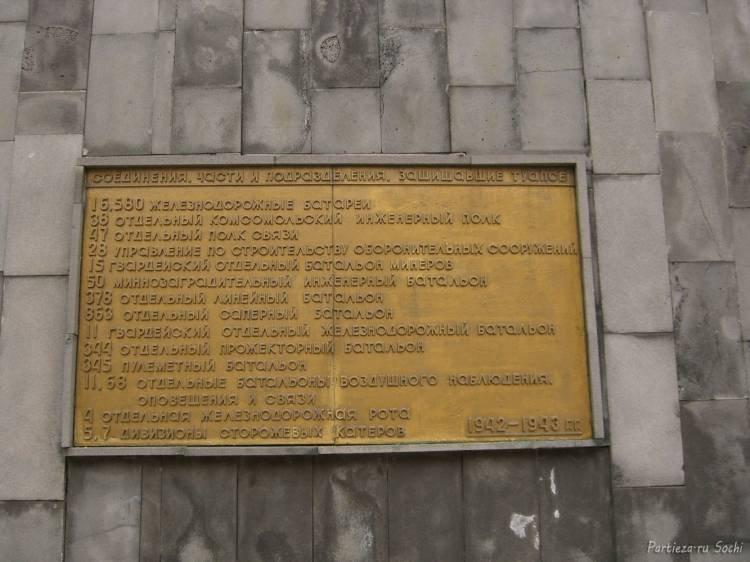 СОЕДИНЕНИЯ, ЧАСТИ И ПОДРАЗДЕЛЕНИЯ, ЗАЩИЩАВШИЕ ТУАПСЕ
16,580 ЖЕЛЕЗНОДОРОЖНЫЕ БАТАРЕИ
38 ОТДЕЛЬНЫЙ КОМСОМОЛЬСКИЙ ИНЖЕНЕРНЫЙ ПОЛК
47 ОТДЕЛЬНЫЙ ПОЛК СВЯЗИ
28 УПРАВЛЕНИЕ ПО СТРОИТЕЛЬСТВУ ОБОРОНИТЕЛЬНЫХ СООРУЖЕНИЙ
15 ГВАРДЕЙСКИЙ ОТДЕЛЬНЫЙ БАТАЛЬОН МИНЕРОВ
50 МИННОЗАГРАДИТЕЛЬНЫЙ ИНЖЕНЕРНЫЙ БАТАЛЬОН
378 ОТДЕЛЬНЫЙ ЛИНЕЙНЫЙ БАТАЛЬОН
863 ОТДЕЛЬНЫЙ САПЕРНЫЙ БАТАЛЬОН
11 ГВАРДЕЙСКИЙ ОТДЕЛЬНЫЙ ЖЕЛЕЗНОДОРОЖНЫЙ БАТАЛЬОН
344 ОТДЕЛЬНЫЙ ПРОЖЕКТОРНЫЙ БАТАЛЬОН
345 ПУЛЕМЕТНЫЙ БАТАЛЬОН
11, 68 ОТДЕЛЬНЫЕ БАТАЛЬОНЫ ВОЗДУШНОГО НАБЛЮДЕНИЯ,
ОПОВЕЩЕНИЯ И СВЯЗИ
4 ОТДЕЛЬНАЯ ЖЕЛЕЗНОДОРОЖНАЯ РОТА
5,7 ДИВИЗИОНЫ СТОРОЖЕВЫХ КАТЕРОВ
1942-1943 Г.Г.
Partieza.ru Sochi